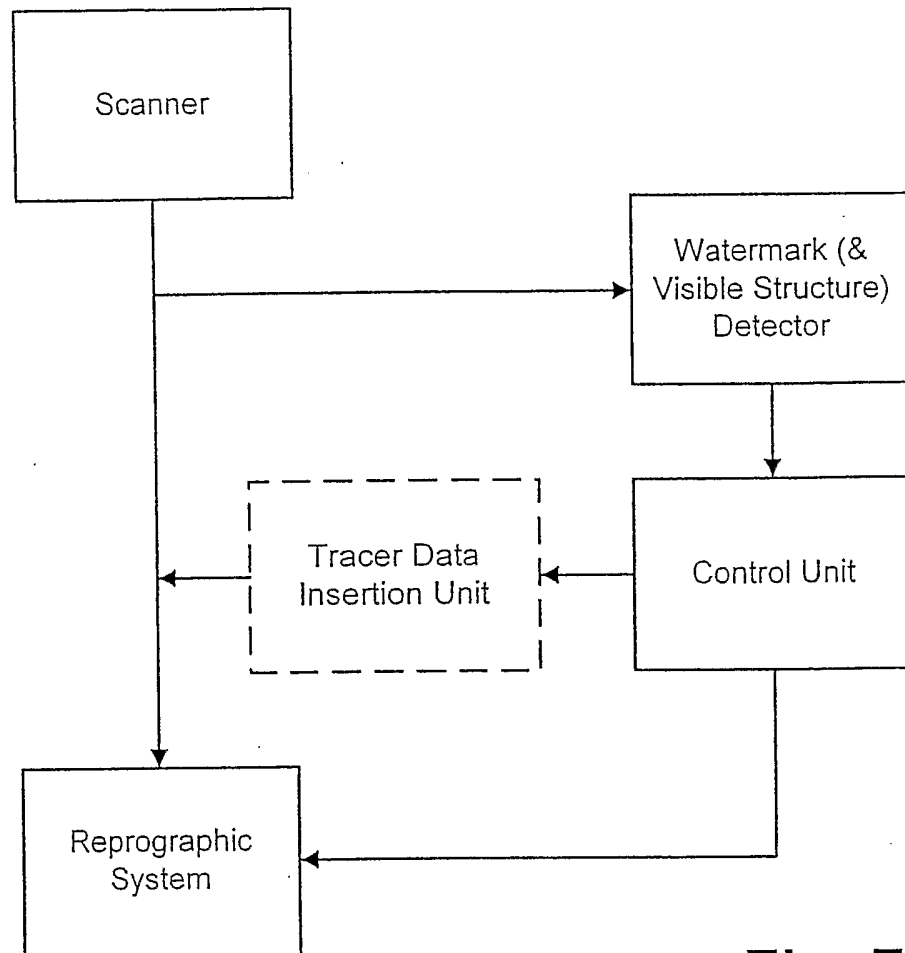 Scanner
Watermark (&
Visible Structure)
Detector
Tracer Data
Insertion Unit
Control Unit
Reprographic
System